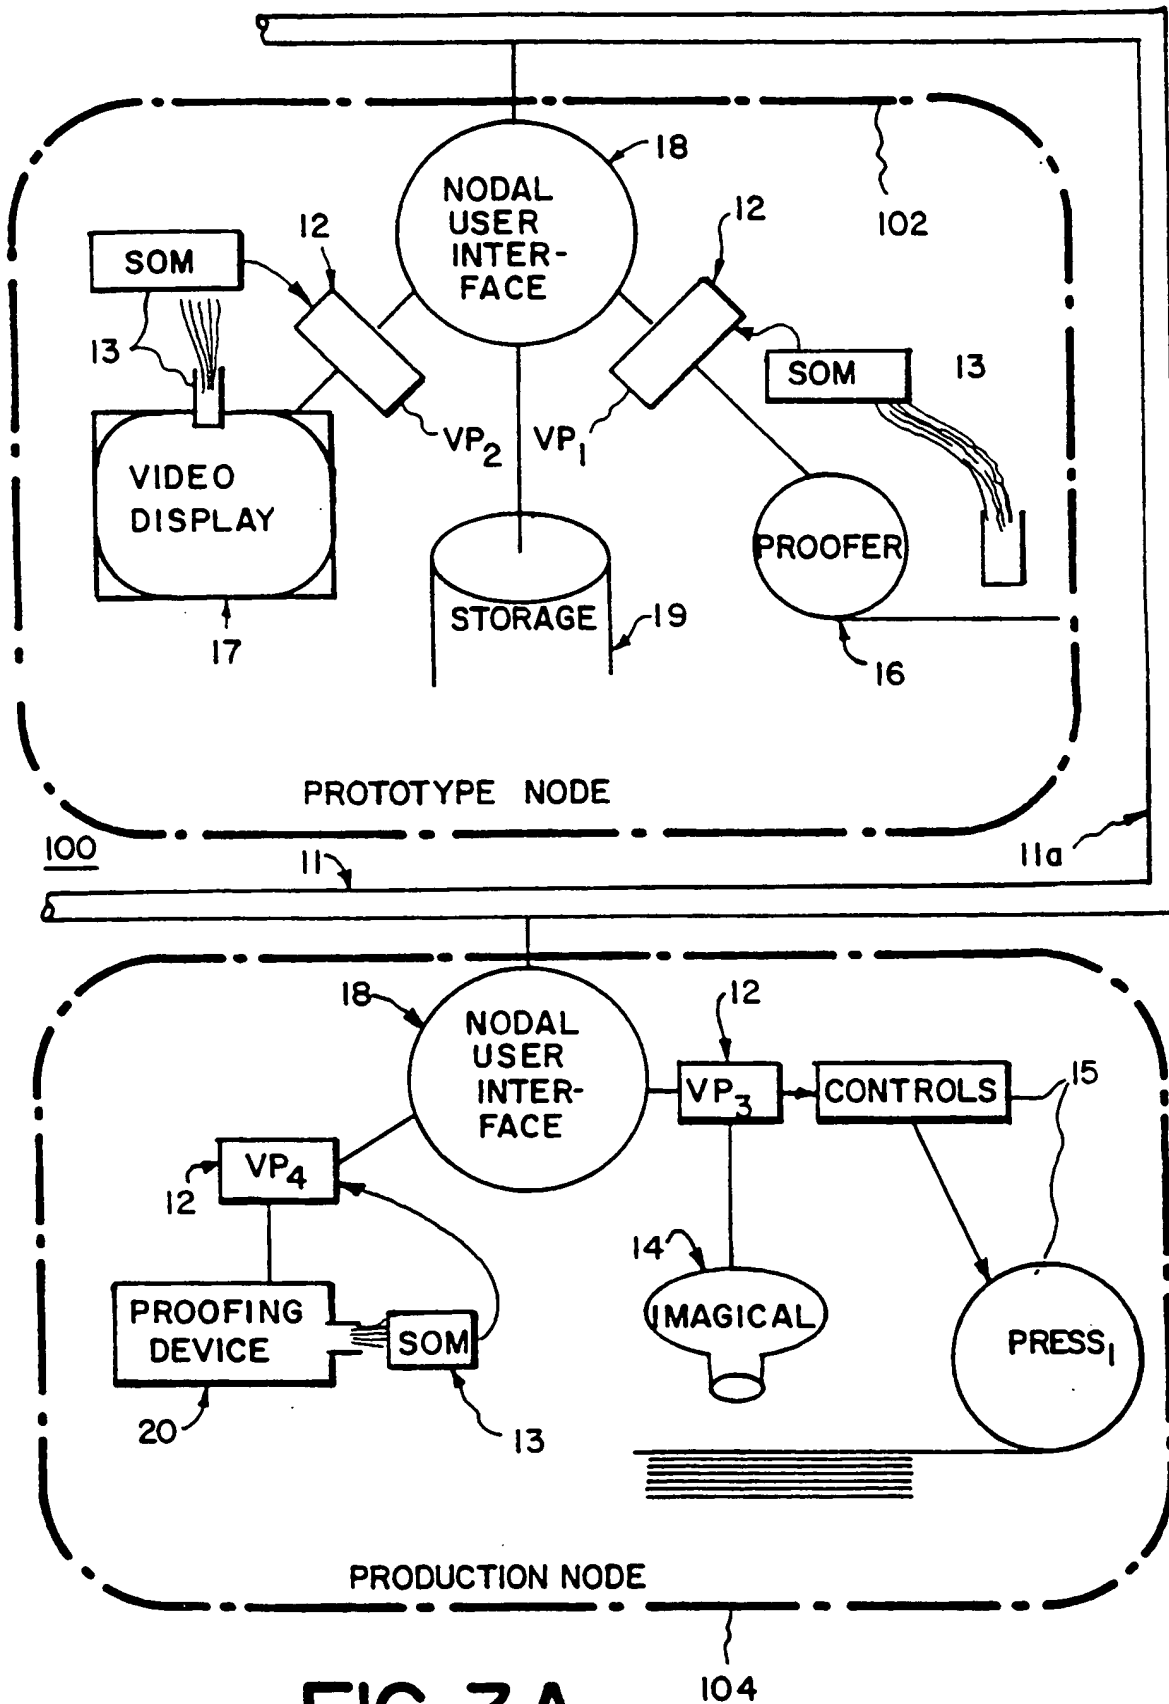 18
NODAL
USER
INTER-
FACE
102
12
12
SOM
13
SOM
13
VP2
VP1
VIDEO
DISPLAY
PROOFER
STORAGE
19
17
16
PROTOTYPE NODE
100
11
11a
18
NODAL
USER
INTER-
FACE
12
VP3
CONTROLS
15
VP4
12
14
IMAGICAL
PROOFING
DEVICE
SOM
PRESS1
20
13
PRODUCTION NODE
104
FIG. 3A